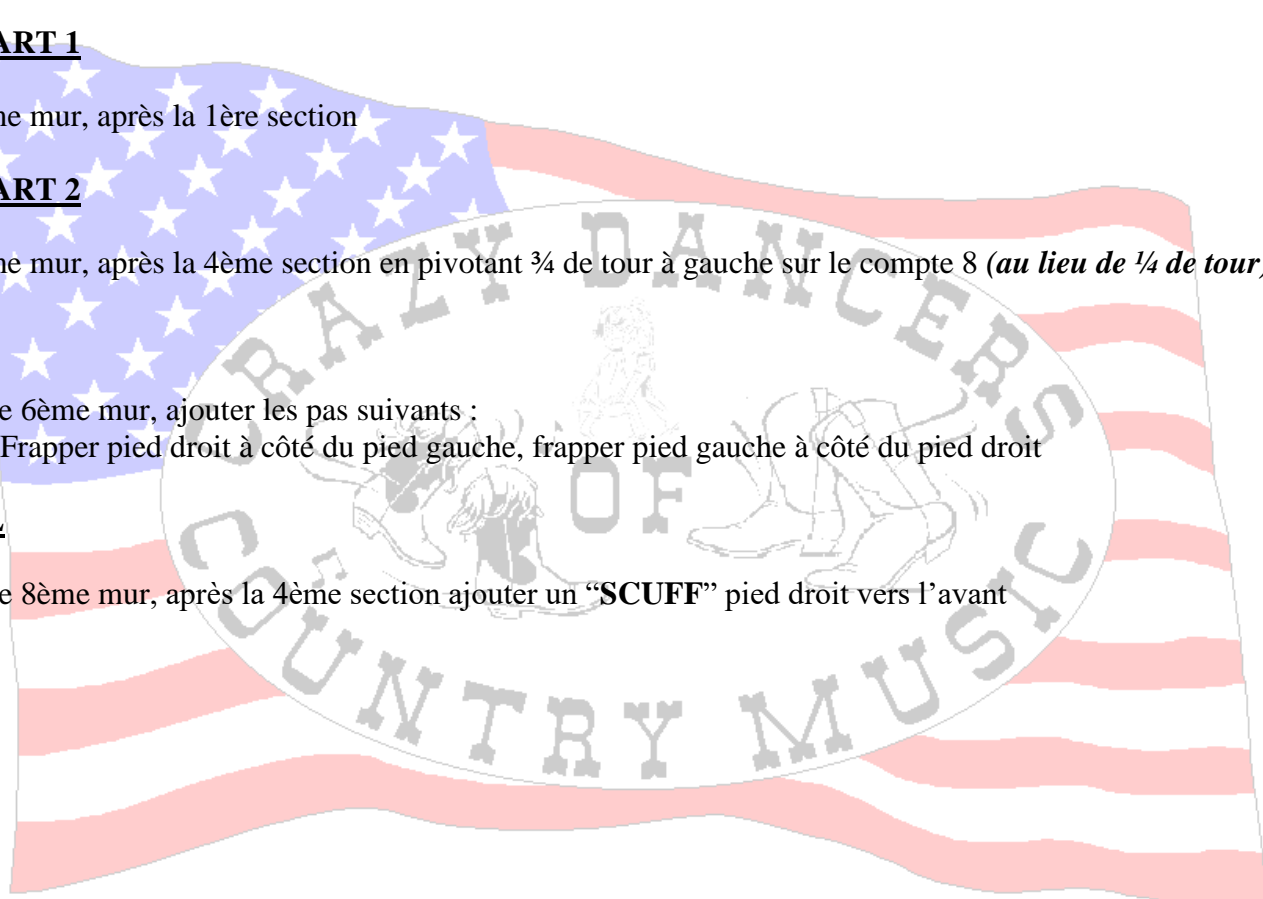 ART 1
me mur, après la 1ère section
ART 2
me mur, après la 4ème section en pivotant ¾ de tour à gauche sur le compte 8 (au lieu de ¼ de tour)
e 6ème mur, ajouter les pas suivants :
Frapper pied droit à côté du pied gauche, frapper pied gauche à côté du pied droit
e 8ème mur, après la 4ème section ajouter un “SCUFF” pied droit vers l’avant
CRAZY DANCERS
OF
COUNTRY MUSIC